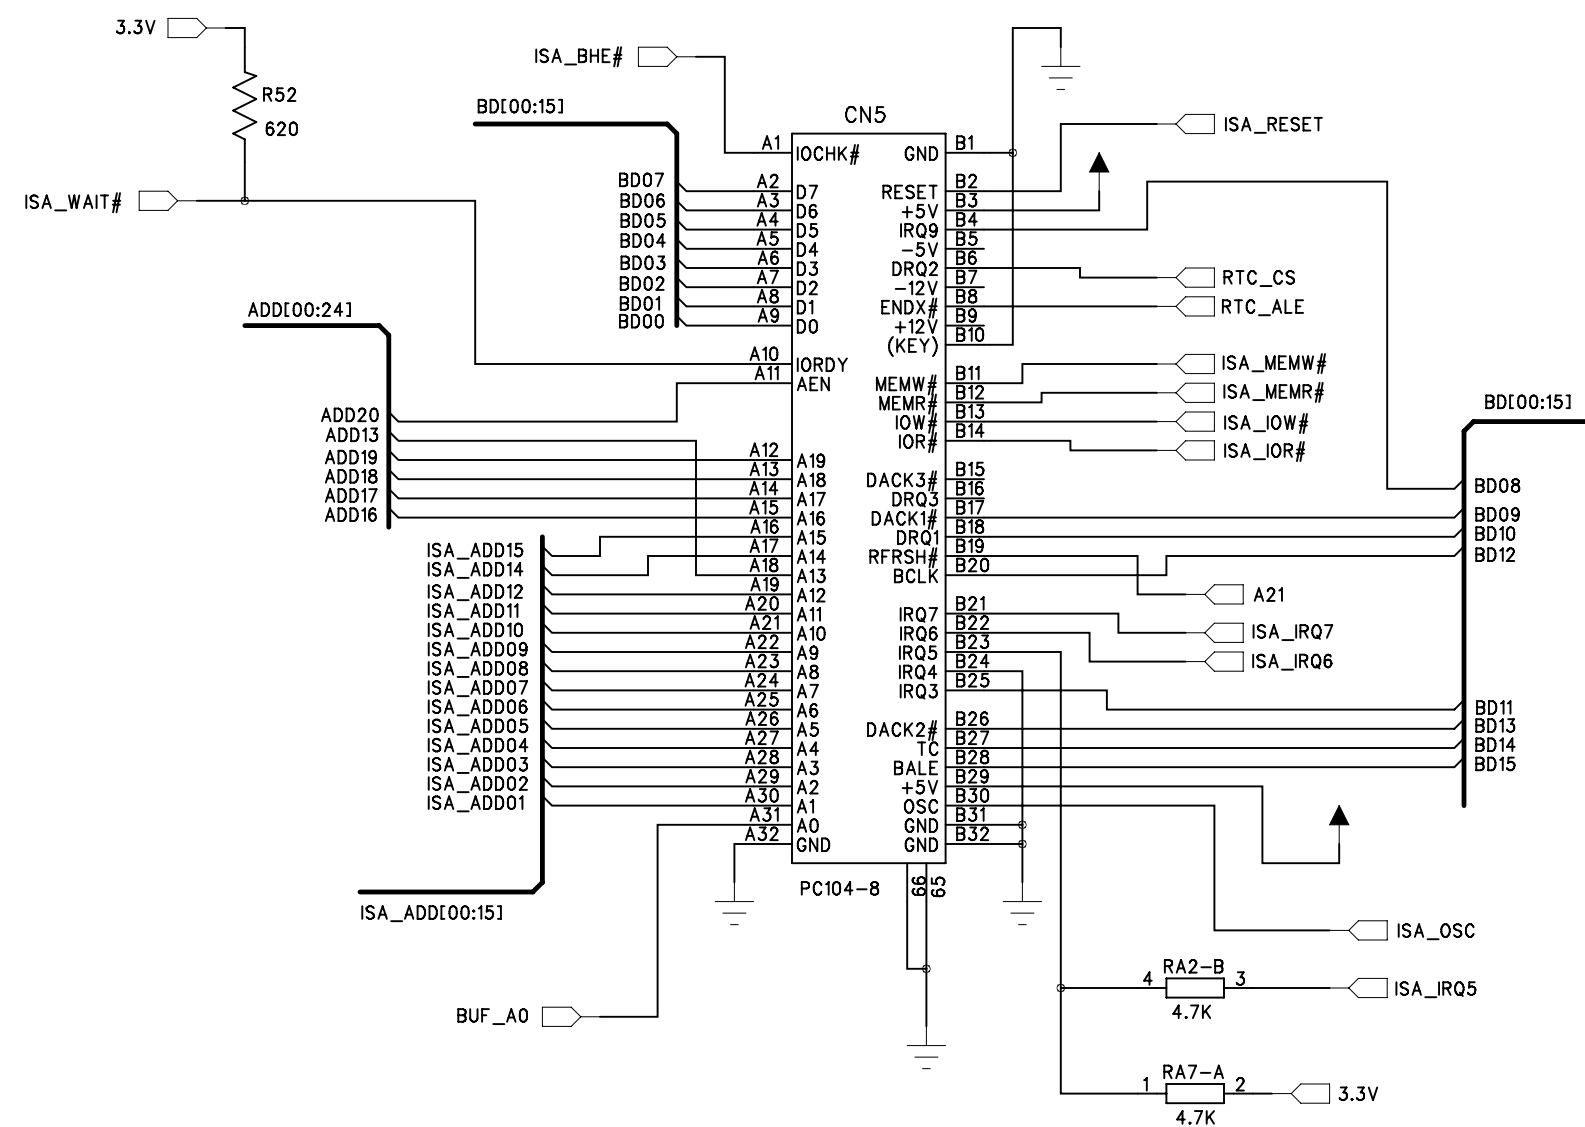 3.3V
R52
620
ISA_WAIT#
ISA_BHE#
BD[00:15]
BD07
BD06
BD05
BD04
BD03
BD02
BD01
BD00
ADD[00:24]
ADD20
ADD13
ADD19
ADD18
ADD17
ADD16
ISA_ADD15
ISA_ADD14
ISA_ADD12
ISA_ADD11
ISA_ADD10
ISA_ADD09
ISA_ADD08
ISA_ADD07
ISA_ADD06
ISA_ADD05
ISA_ADD04
ISA_ADD03
ISA_ADD02
ISA_ADD01
ISA_ADD[00:15]
BUF_A0
CN5
A1 IOCHK#
A2 D7
A3 D6
A4 D5
A5 D4
A6 D3
A7 D2
A8 D1
A9 D0
A10 IORDY
A11 AEN
A12 A19
A13 A18
A14 A17
A15 A16
A16 A15
A17 A14
A18 A13
A19 A12
A20 A11
A21 A10
A22 A9
A23 A8
A24 A7
A25 A6
A26 A5
A27 A4
A28 A3
A29 A2
A30 A1
A31 A0
A32 GND
GND B1
RESET B2
+5V B3
IRQ9 B4
-5V B5
DRQ2 B6
-12V B7
ENDX# B8
+12V B9
(KEY) B10
MEMW# B11
MEMR# B12
IOW# B13
IOR# B14
DACK3# B15
DRQ3 B16
DACK1# B17
DRQ1 B18
RFRSH# B19
BCLK B20
IRQ7 B21
IRQ6 B22
IRQ5 B23
IRQ4 B24
IRQ3 B25
DACK2# B26
TC B27
BALE B28
+5V B29
OSC B30
GND B31
GND B32
PC104-8
66
65
ISA_RESET
RTC_CS
RTC_ALE
ISA_MEMW#
ISA_MEMR#
ISA_IOW#
ISA_IOR#
BD[00:15]
BD08
BD09
BD10
BD12
A21
ISA_IRQ7
ISA_IRQ6
BD11
BD13
BD14
BD15
ISA_OSC
RA2-B
4 3
4.7K
ISA_IRQ5
RA7-A
1 2
4.7K
3.3V